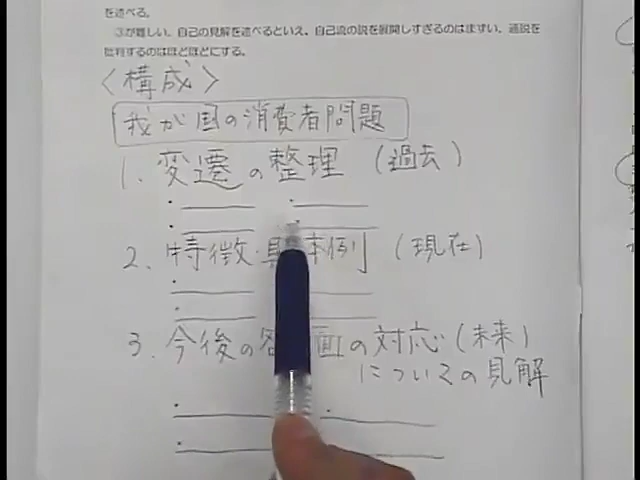 を述べる。
③が難しい。自己の見解を述べるといえ、自己流の説を展開しすぎるのはまずい。通説を
批判するのはほどほどにする。
〈構成〉
我が国の消費者問題
1. 変遷の整理 (過去)
2. 特徴・具体例 (現在)
3. 今後の各 面の対応 (未来)
についての見解